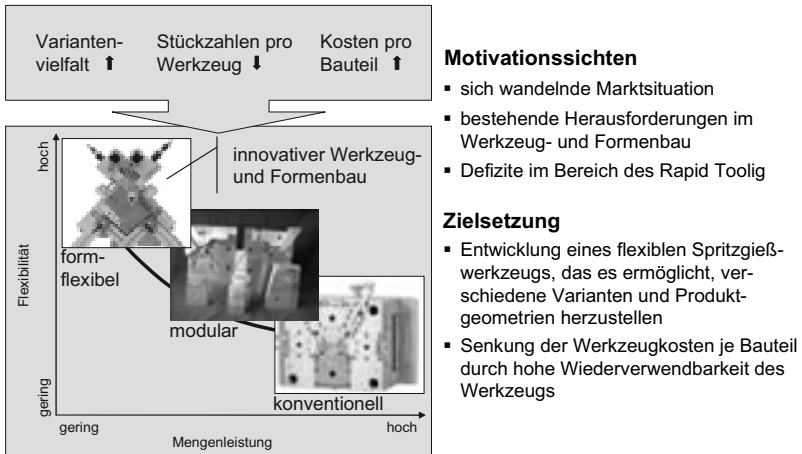 Varianten-
vielfalt ⬆
Stückzahlen pro
Werkzeug ⬇
Kosten pro
Bauteil ⬆
hoch
Flexibilität
gering
innovativer Werkzeug-
und Formenbau
form-
flexibel
modular
konventionell
gering
hoch
Mengenleistung
Motivationssichten
▪ sich wandelnde Marktsituation
▪ bestehende Herausforderungen im
Werkzeug- und Formenbau
▪ Defizite im Bereich des Rapid Toolig
Zielsetzung
▪ Entwicklung eines flexiblen Spritzgieß-
werkzeugs, das es ermöglicht, ver-
schiedene Varianten und Produkt-
geometrien herzustellen
▪ Senkung der Werkzeugkosten je Bauteil
durch hohe Wiederverwendbarkeit des
Werkzeugs